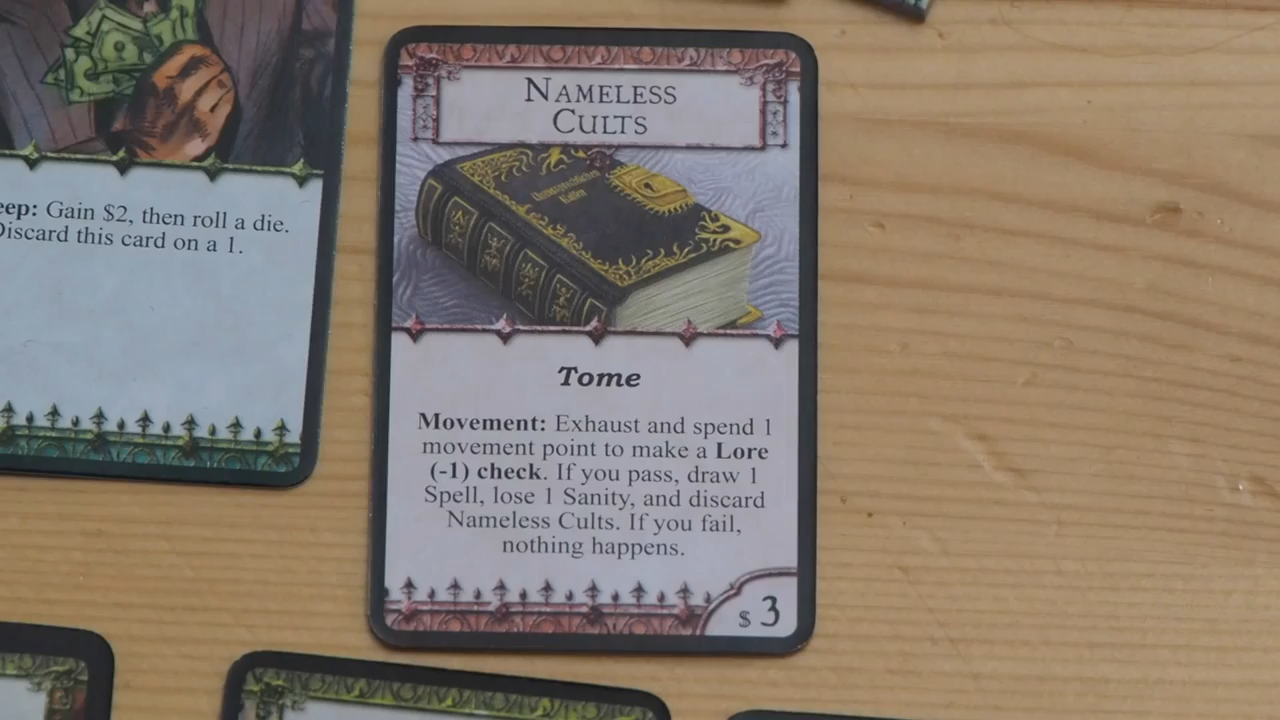 eep: Gain $2, then roll a die.
Discard this card on a 1.
NAMELESS
CULTS
Unaussprechlichen
Kulten
Tome
Movement: Exhaust and spend 1
movement point to make a Lore
(-1) check. If you pass, draw 1
Spell, lose 1 Sanity, and discard
Nameless Cults. If you fail,
nothing happens.
$ 3